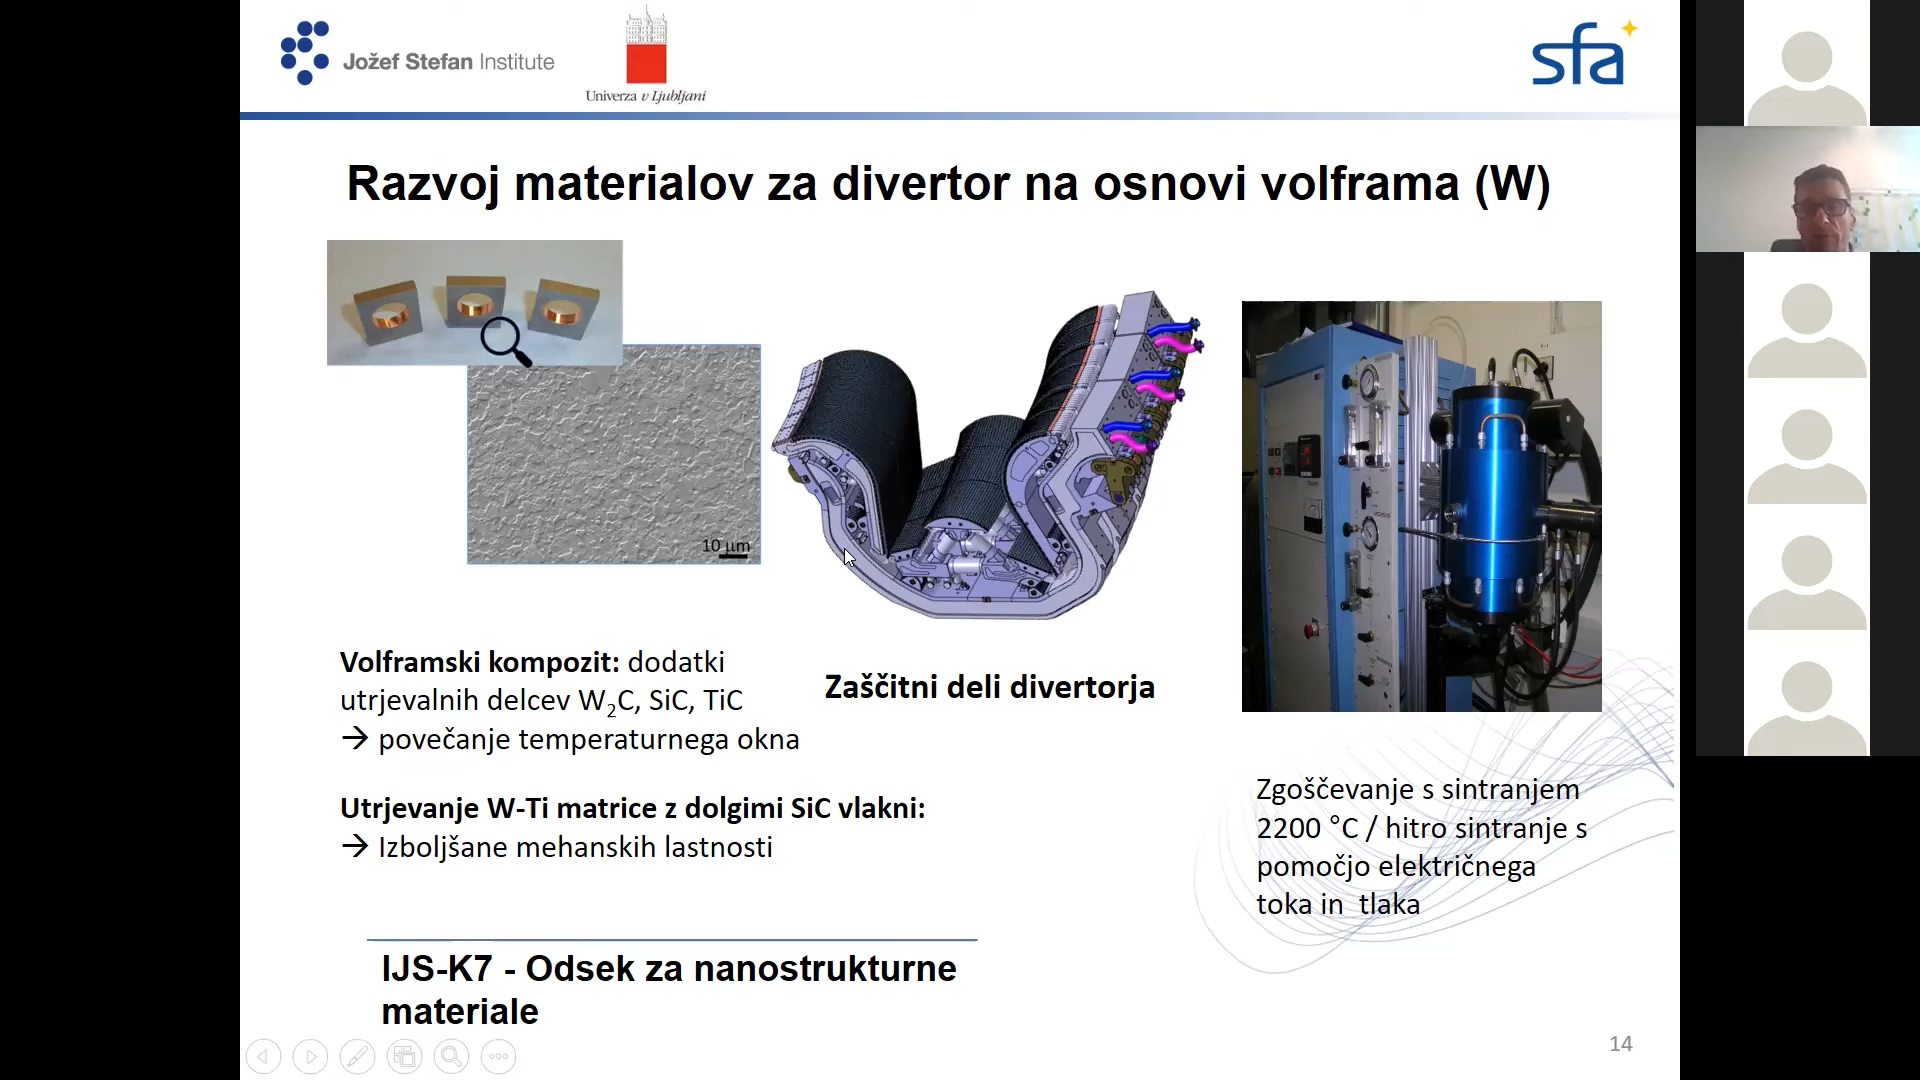 Jožef Stefan Institute
Univerza v Ljubljani
sfa
Razvoj materialov za divertor na osnovi volframa (W)
10 µm
Volframski kompozit: dodatki
utrjevalnih delcev W₂C, SiC, TiC
→ povečanje temperaturnega okna
Zaščitni deli divertorja
Utrjevanje W-Ti matrice z dolgimi SiC vlakni:
→ Izboljšane mehanskih lastnosti
Zgoščevanje s sintranjem
2200 °C / hitro sintranje s
pomočjo električnega
toka in tlaka
IJS-K7 - Odsek za nanostrukturne
materiale
14